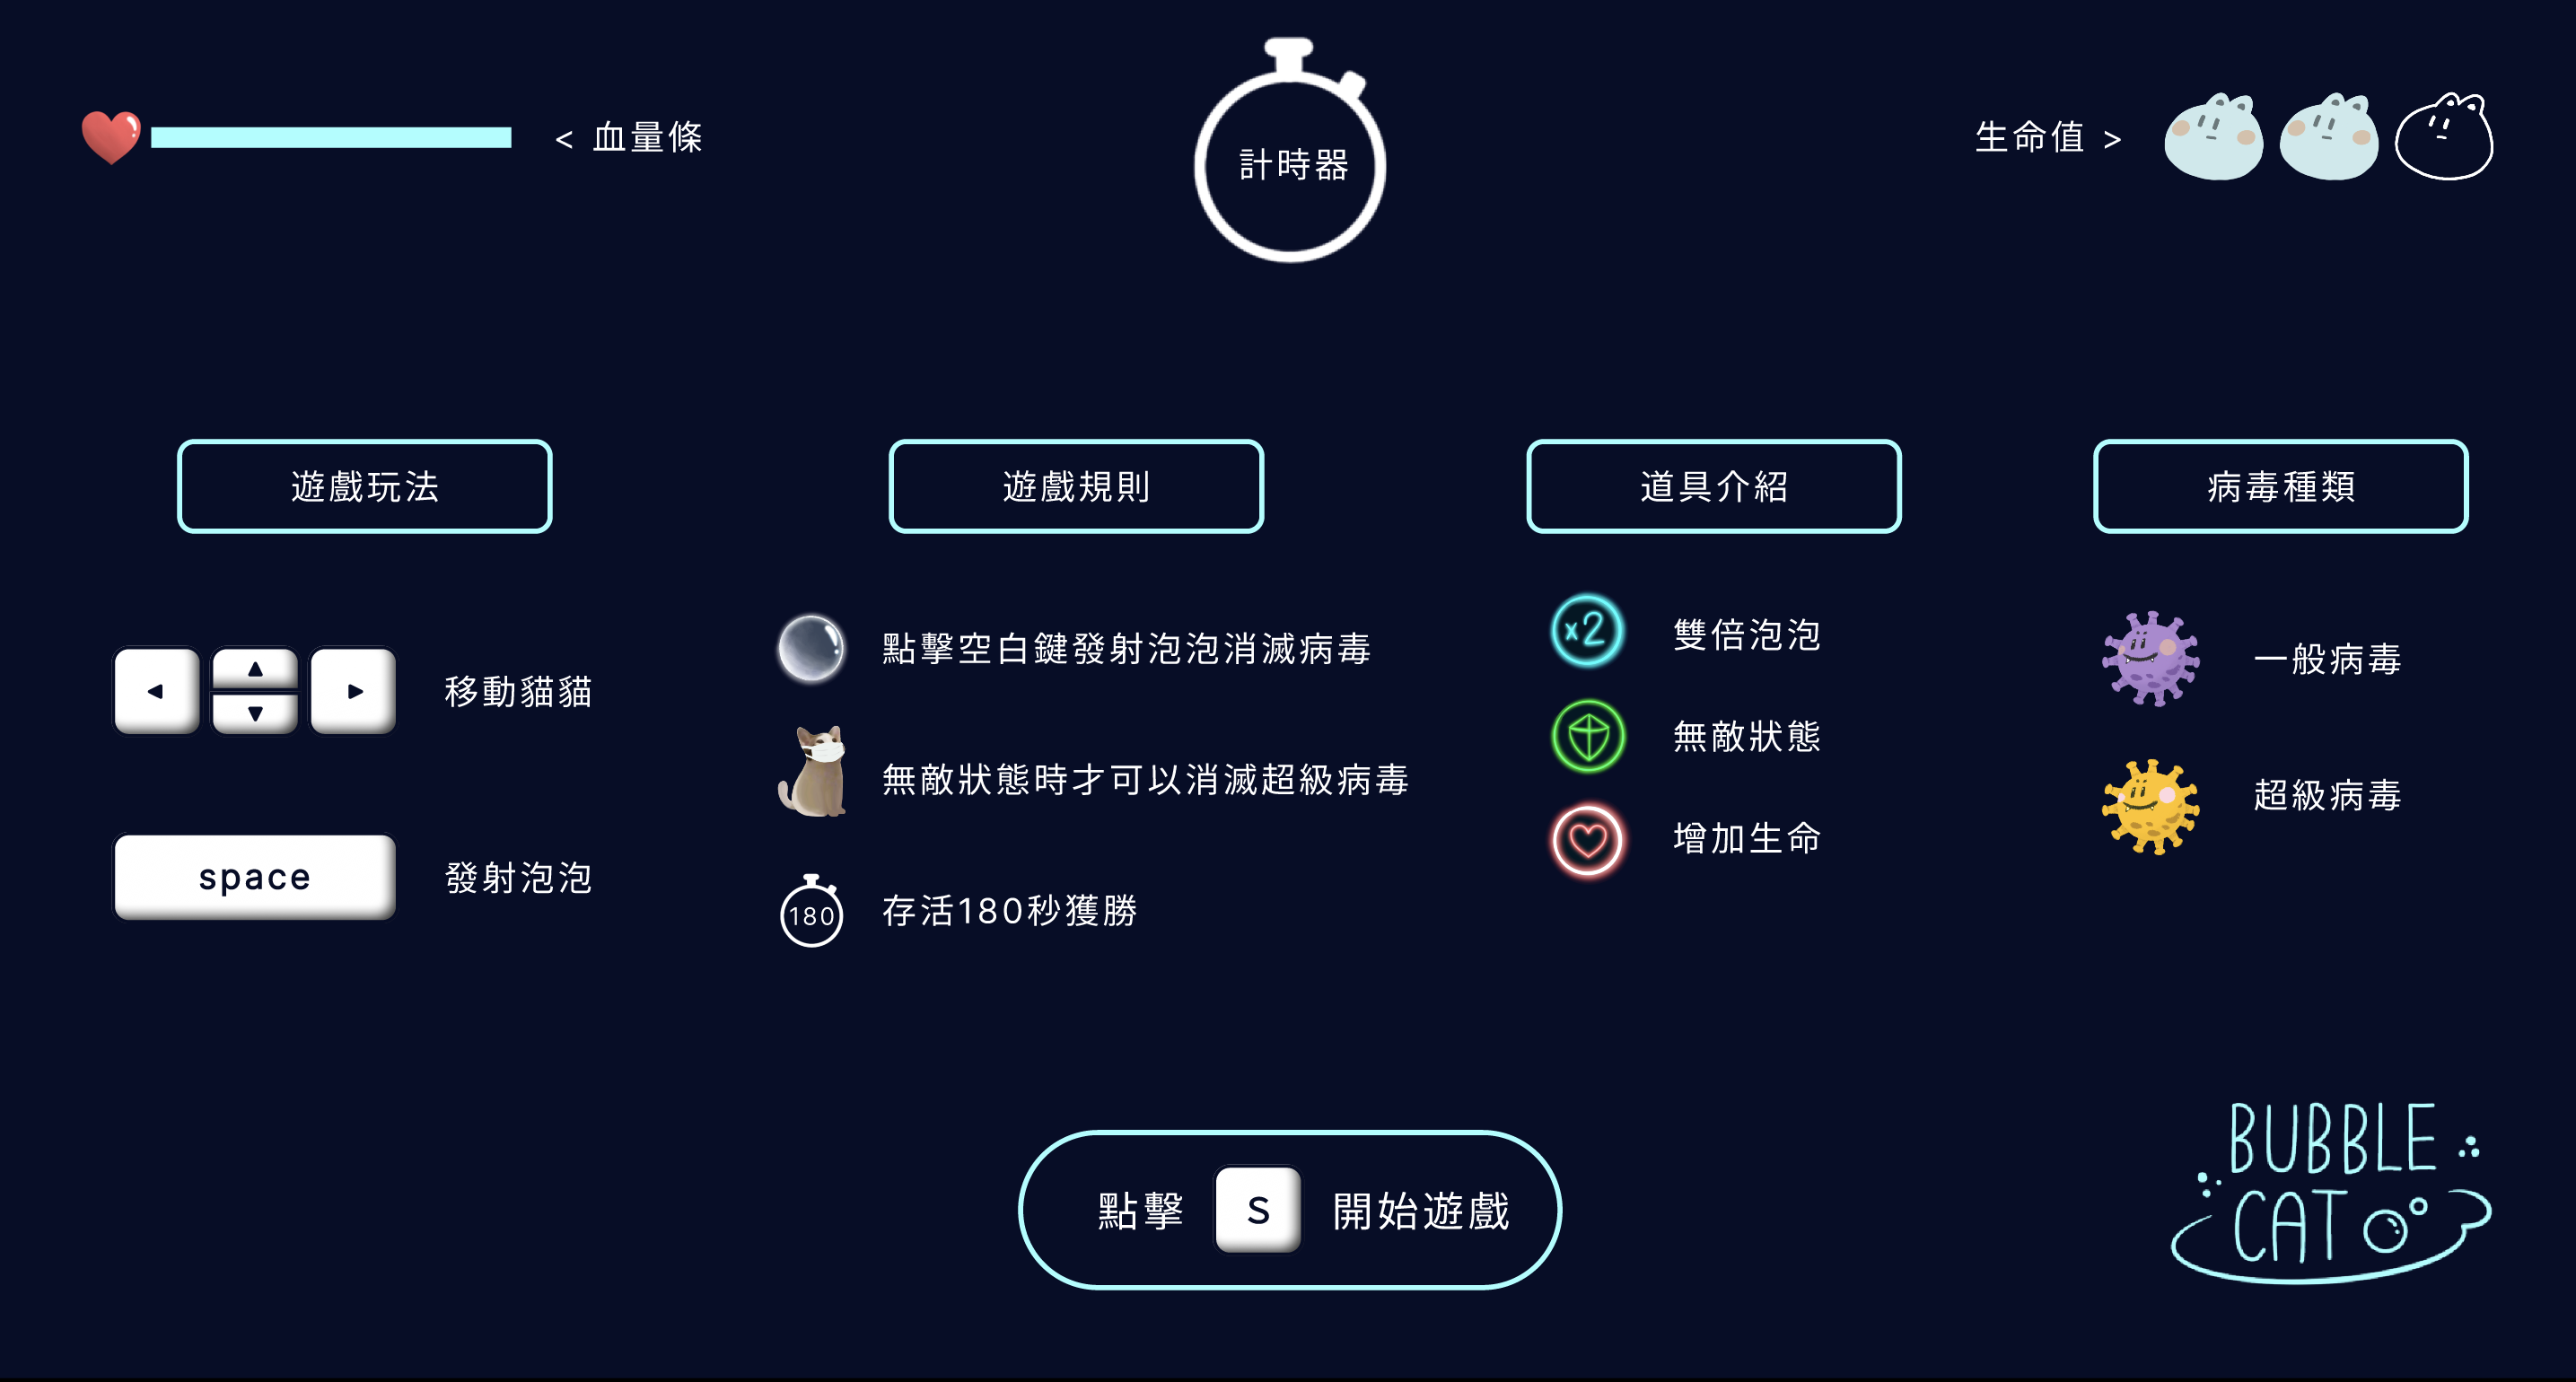 < 血量條
計時器
生命值 >
遊戲玩法
移動貓貓
space
發射泡泡
遊戲規則
點擊空白鍵發射泡泡消滅病毒
無敵狀態時才可以消滅超級病毒
180
存活180秒獲勝
道具介紹
x2
雙倍泡泡
無敵狀態
增加生命
病毒種類
一般病毒
超級病毒
點擊 S 開始遊戲
BUBBLE
CAT